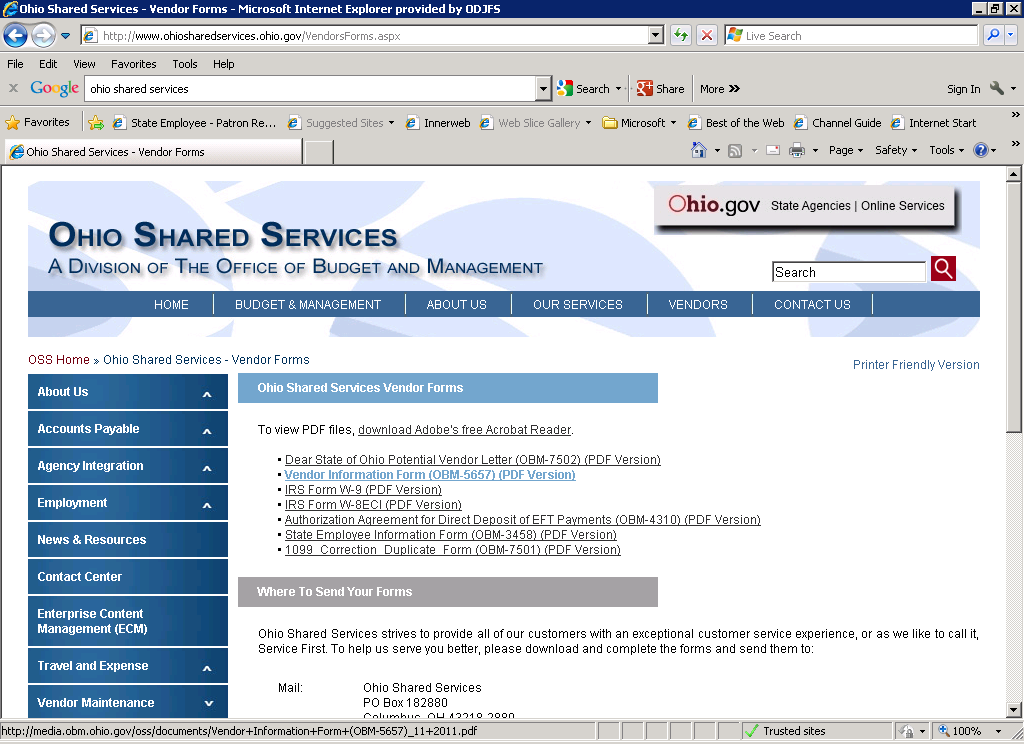 Ohio Shared Services - Vendor Forms - Microsoft Internet Explorer provided by ODJFS
http://www.ohiosharedservices.ohio.gov/VendorsForms.aspx
Live Search
File Edit View Favorites Tools Help
x Google ohio shared services Search Share More » Sign In
Favorites State Employee - Patron Re... Suggested Sites Innerweb Web Slice Gallery Microsoft Best of the Web Channel Guide Internet Start »
Ohio Shared Services - Vendor Forms Page Safety Tools »
Ohio.gov State Agencies | Online Services
OHIO SHARED SERVICES
A DIVISION OF THE OFFICE OF BUDGET AND MANAGEMENT
Search
HOME BUDGET & MANAGEMENT ABOUT US OUR SERVICES VENDORS CONTACT US
OSS Home » Ohio Shared Services - Vendor Forms
Printer Friendly Version
About Us
Accounts Payable
Agency Integration
Employment
News & Resources
Contact Center
Enterprise Content
Management (ECM)
Travel and Expense
Vendor Maintenance
Ohio Shared Services Vendor Forms
To view PDF files, download Adobe's free Acrobat Reader.
▪ Dear State of Ohio Potential Vendor Letter (OBM-7502) (PDF Version)
▪ Vendor Information Form (OBM-5657) (PDF Version)
▪ IRS Form W-9 (PDF Version)
▪ IRS Form W-8ECI (PDF Version)
▪ Authorization Agreement for Direct Deposit of EFT Payments (OBM-4310) (PDF Version)
▪ State Employee Information Form (OBM-3458) (PDF Version)
▪ 1099_Correction_Duplicate_Form (OBM-7501) (PDF Version)
Where To Send Your Forms
Ohio Shared Services strives to provide all of our customers with an exceptional customer service experience, or as we like to call it,
Service First. To help us serve you better, please download and complete the forms and send them to:
Mail: Ohio Shared Services
PO Box 182880
Columbus, OH 43218-2880
http://media.obm.ohio.gov/oss/documents/Vendor+Information+Form+(OBM-5657)_11+2011.pdf
Trusted sites
100%